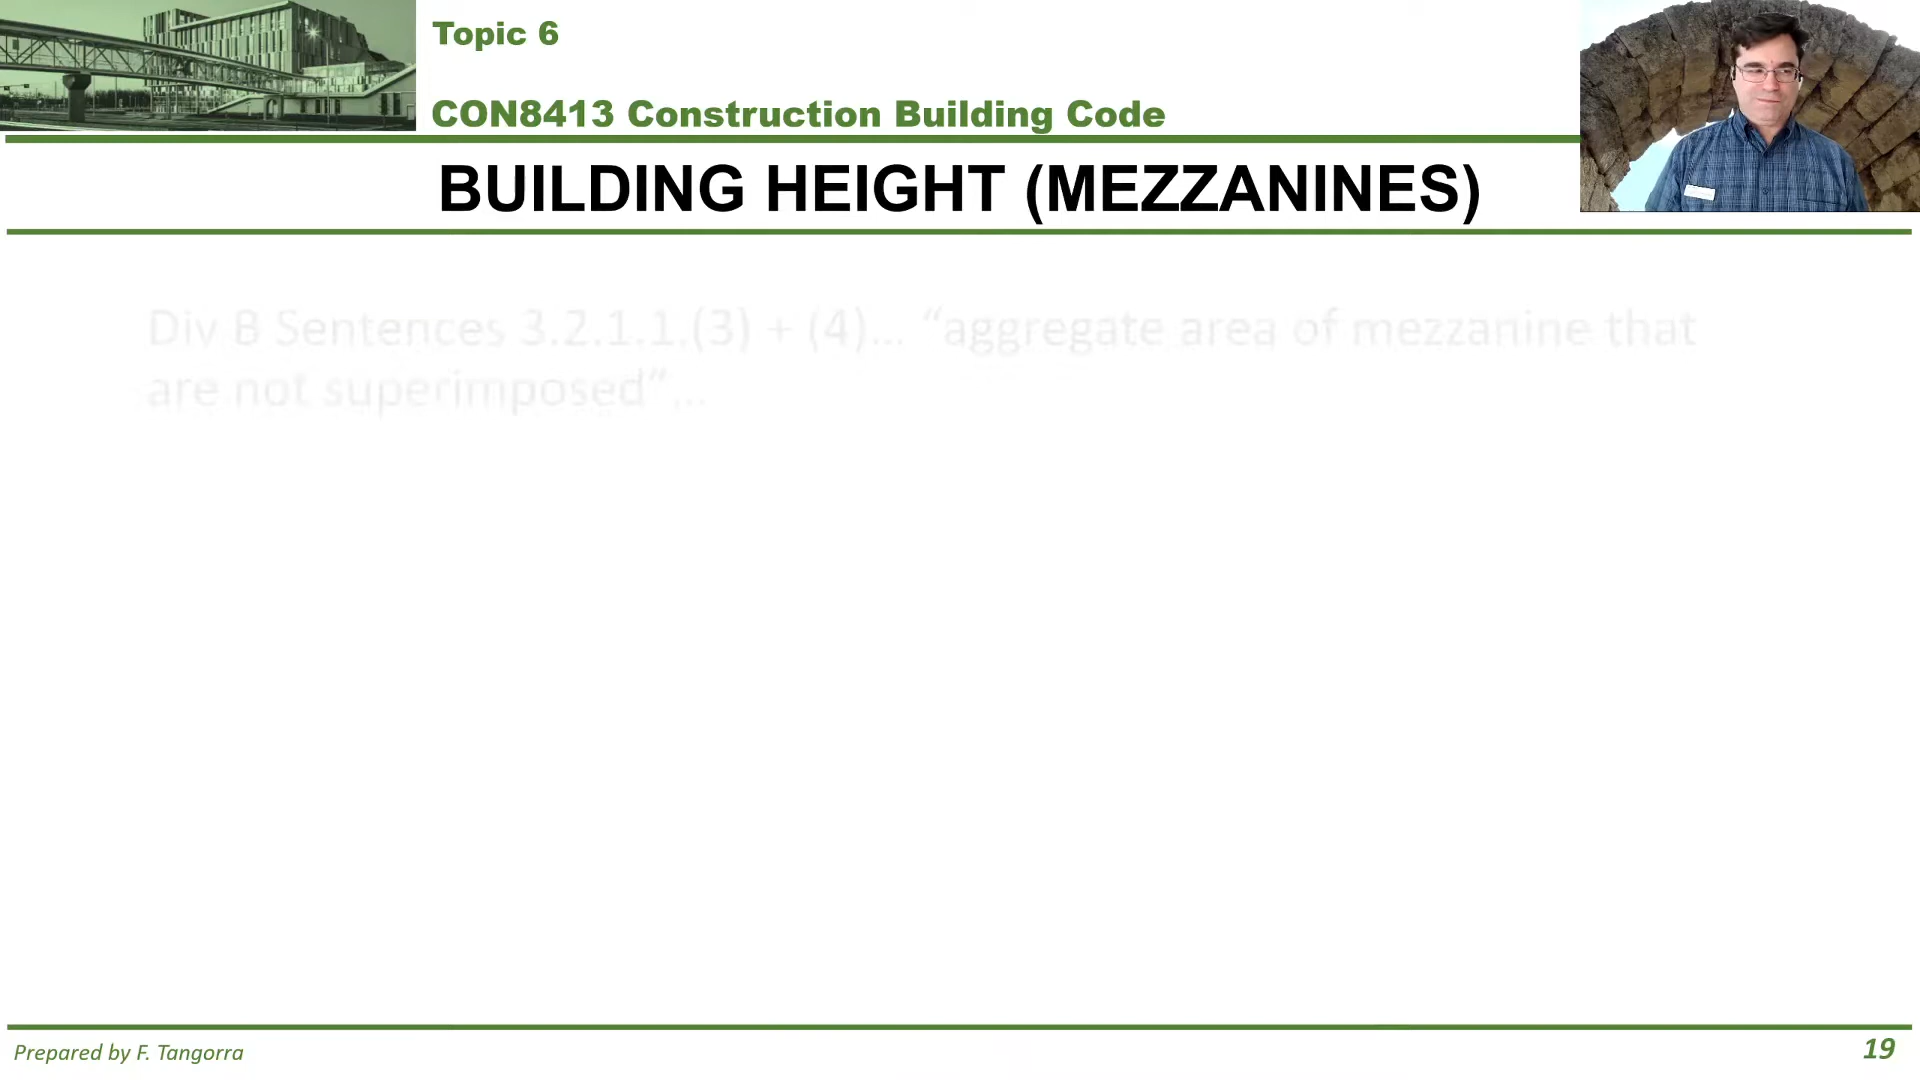 Topic 6
CON8413 Construction Building Code
BUILDING HEIGHT (MEZZANINES)
Div B Sentences 3.2.1.1.(3) + (4)... “aggregate area of mezzanine that
are not superimposed”...
Prepared by F. Tangorra
19